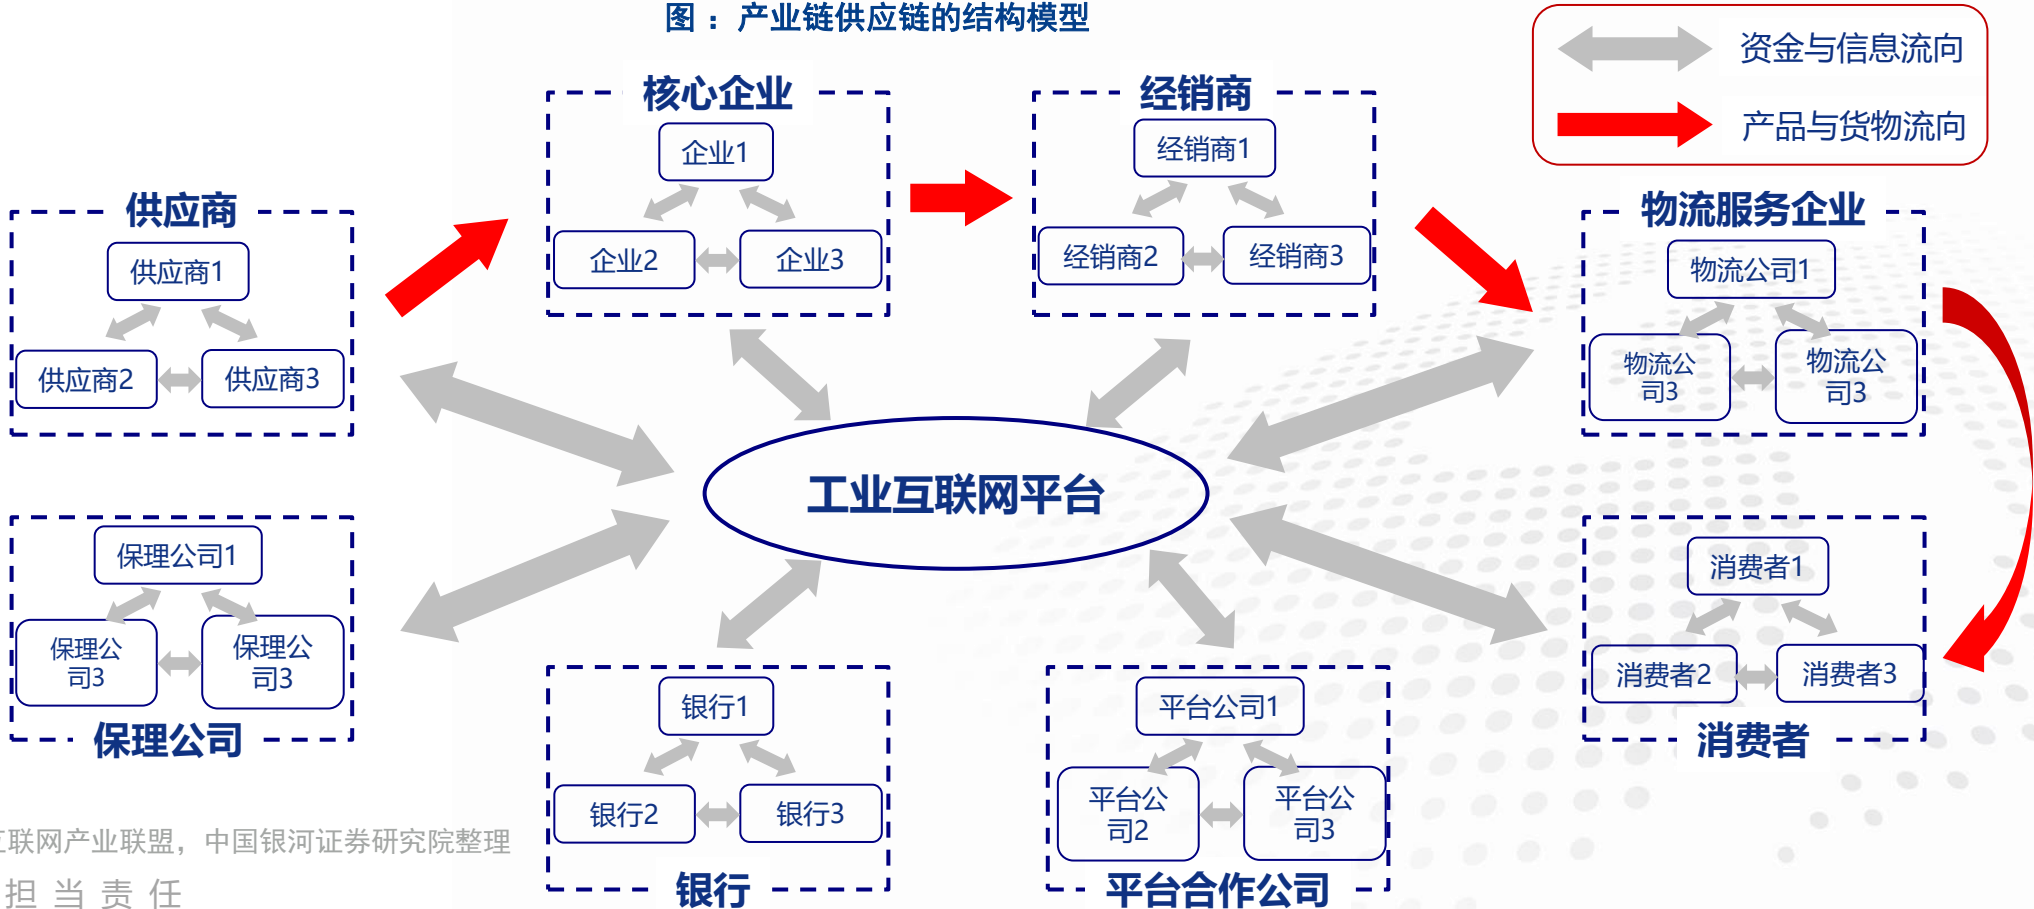 图 ：产业链供应链的结构模型
资金与信息流向
产品与货物流向
核心企业
企业1
企业2
企业3
经销商
经销商1
经销商2
经销商3
供应商
供应商1
供应商2
供应商3
物流服务企业
物流公司1
物流公
司3
物流公
司3
工业互联网平台
保理公司1
保理公
司3
保理公
司3
保理公司
消费者1
消费者2
消费者3
消费者
银行1
银行2
银行3
银行
平台公司1
平台公
司2
平台公
司3
平台合作公司
互联网产业联盟，中国银河证券研究院整理
担当责任